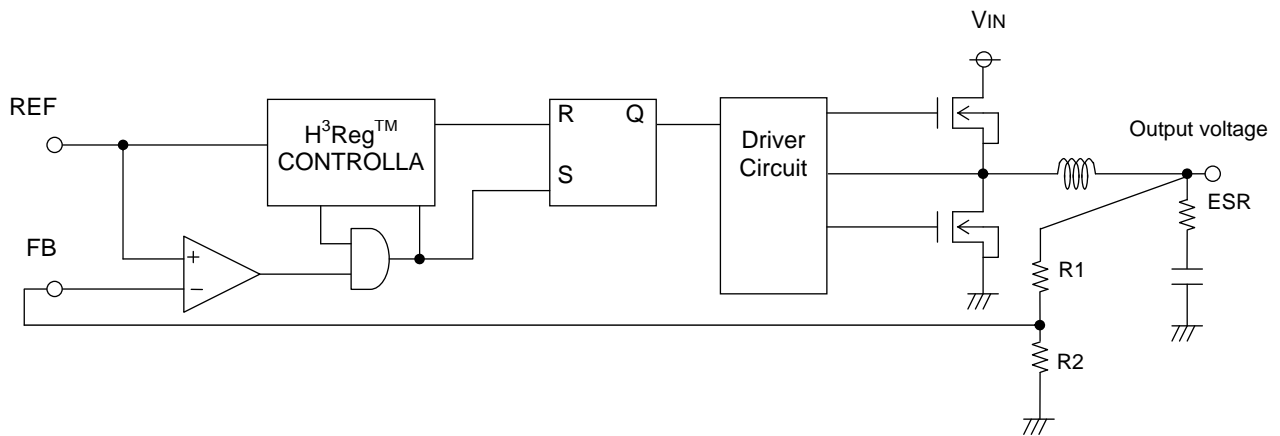 VIN
REF
H³Reg™
CONTROLLA
R
Q
S
Driver
Circuit
Output voltage
ESR
FB
+
−
R1
R2